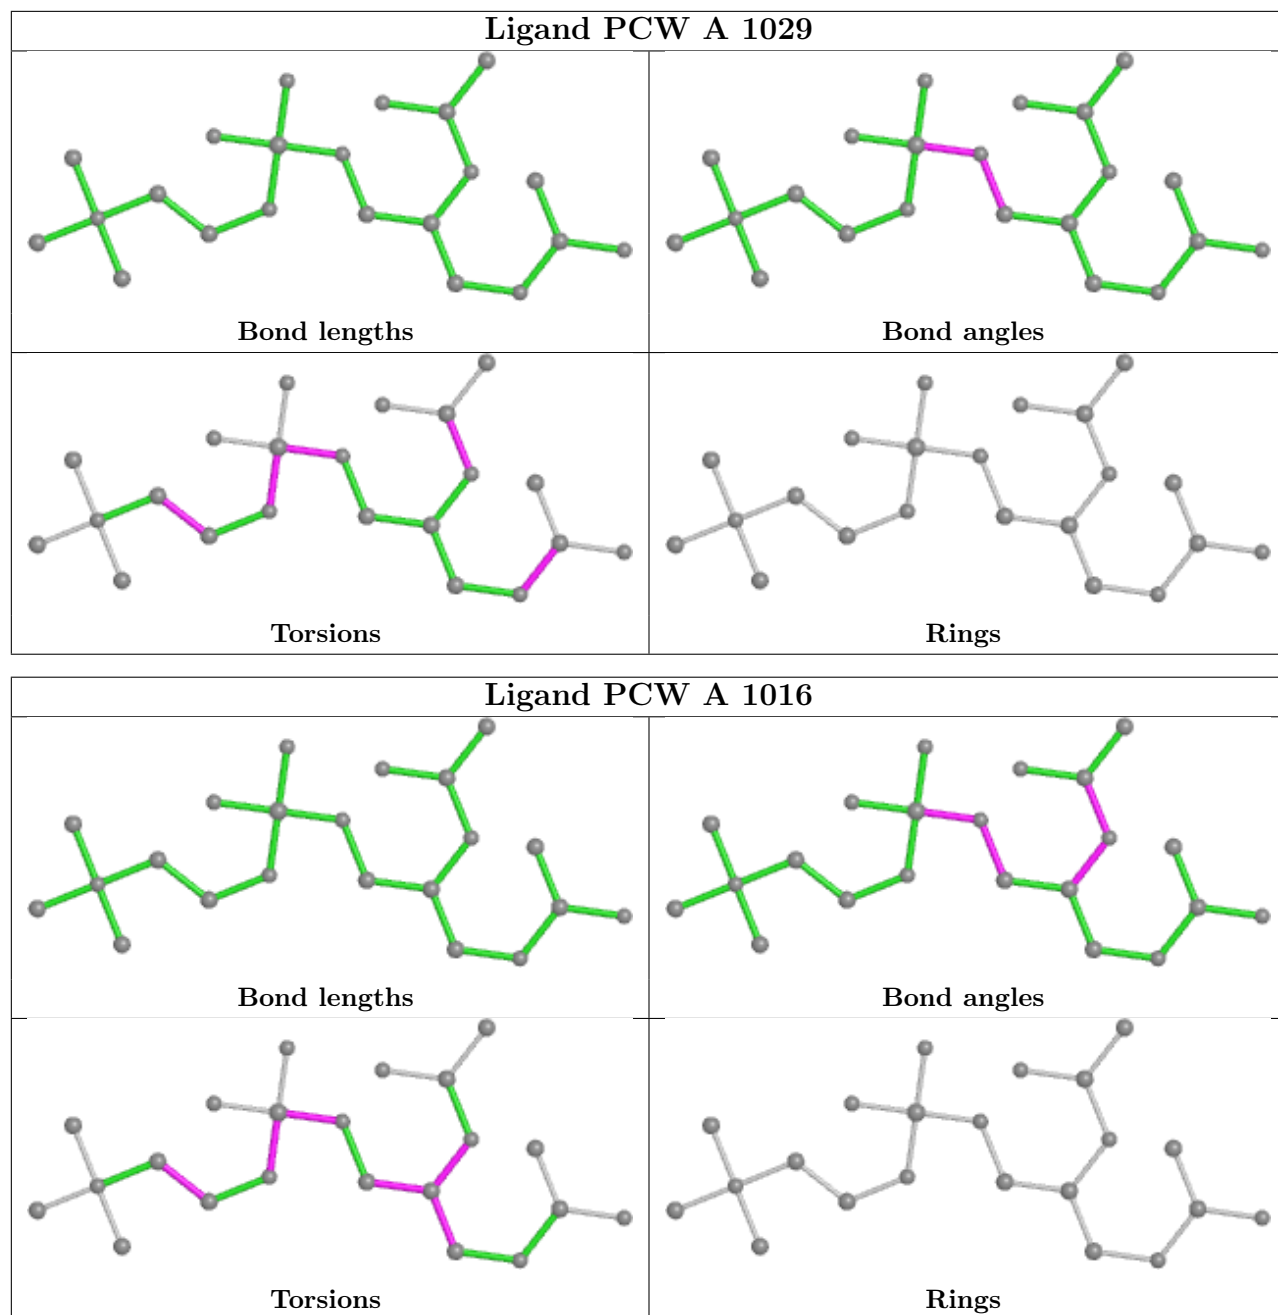 Ligand PCW A 1029
Bond lengths
Bond angles
Torsions
Rings
Ligand PCW A 1016
Bond lengths
Bond angles
Torsions
Rings